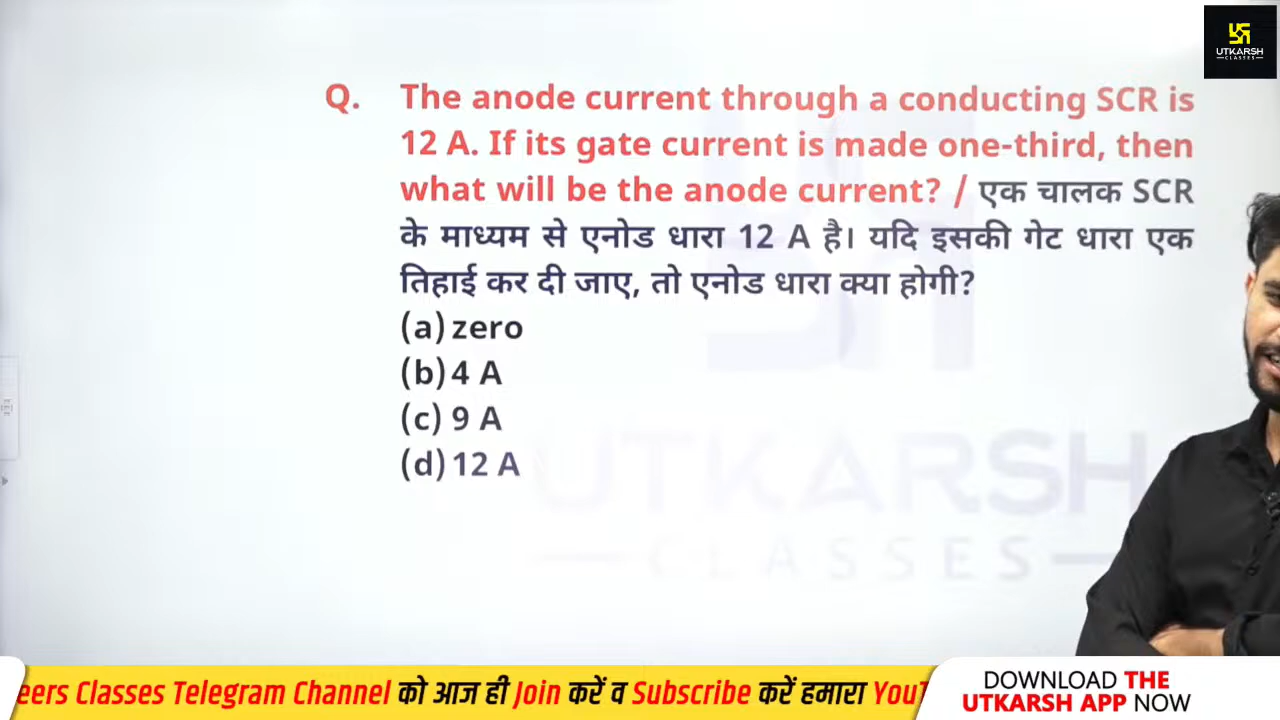 UTKARSH
CLASSES
Q. The anode current through a conducting SCR is
12 A. If its gate current is made one-third, then
what will be the anode current? / एक चालक SCR
के माध्यम से एनोड धारा 12 A है। यदि इसकी गेट धारा एक
तिहाई कर दी जाए, तो एनोड धारा क्या होगी?
(a) zero
(b) 4 A
(c) 9 A
(d) 12 A
UTKARSH
CLASSES
eers Classes Telegram Channel को आज ही Join करें व Subscribe करें हमारा YouT
DOWNLOAD THE
UTKARSH APP NOW